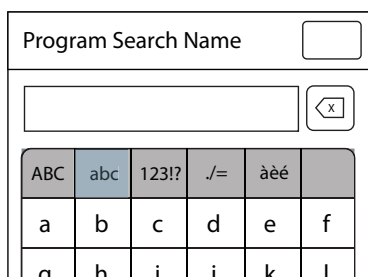 Program Search Name
x
ABC abc 123!? ./= àèé
a b c d e f
g h i j k l